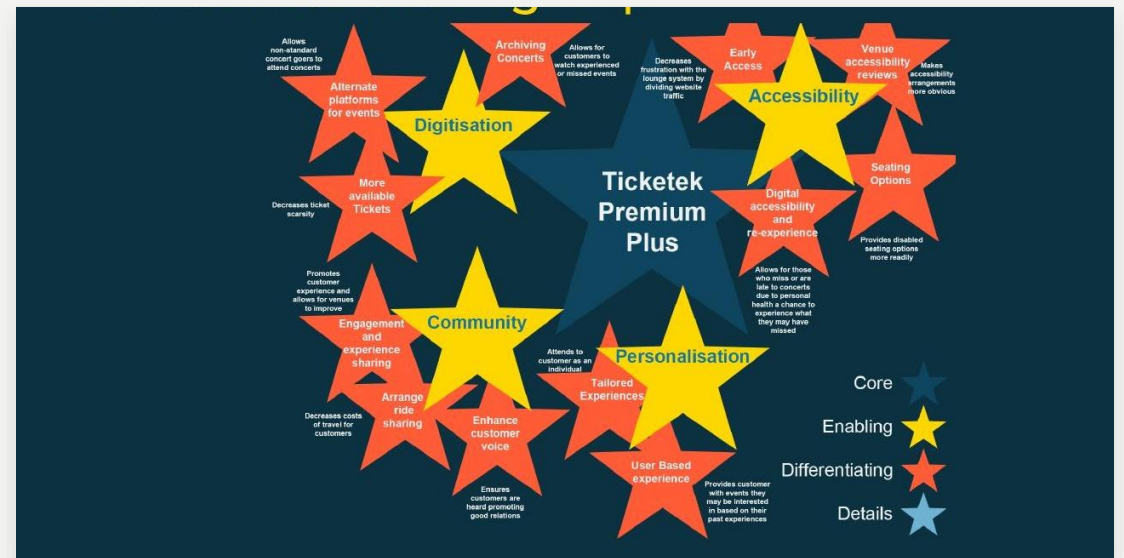 Allows
non-standard
concert goers to
attend concerts
Alternate
platforms
for events
Archiving
Concerts
Allows for
customers to
watch experienced
or missed events
Digitisation
More
available
Tickets
Decreases ticket
scarsity
Ticketek
Premium
Plus
Decreases
frustration with the
lounge system by
dividing website
traffic
Early
Access
Venue
accessibility
reviews
Makes
accessibility
arrangements
more obvious
Accessibility
Seating
Options
Provides disabled
seating options
more readily
Digital
accessibility
and
re-experience
Allows for those
who miss or are
late to concerts
due to personal
health a chance to
experience what
they may have
missed
Promotes
customer
experience and
allows for venues
to improve
Engagement
and
experience
sharing
Community
Arrange
ride
sharing
Decreases costs
of travel for
customers
Enhance
customer
voice
Ensures
customers are
heard promoting
good relations
Attends to
customer as an
individual
Tailored
Experiences
Personalisation
User Based
experience
Provides customer
with events they
may be interested
in based on their
past experiences
Core
Enabling
Differentiating
Details